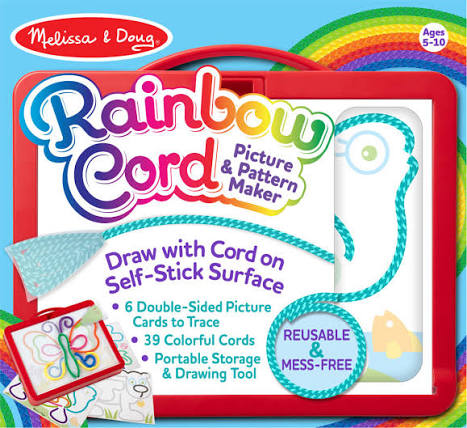 Melissa & Doug
Ages
5-10
Rainbow
Cord
Picture
& Pattern
Maker
Draw with Cord on
Self-Stick Surface
• 6 Double-Sided Picture
Cards to Trace
• 39 Colorful Cords
• Portable Storage
& Drawing Tool
REUSABLE
&
MESS-FREE